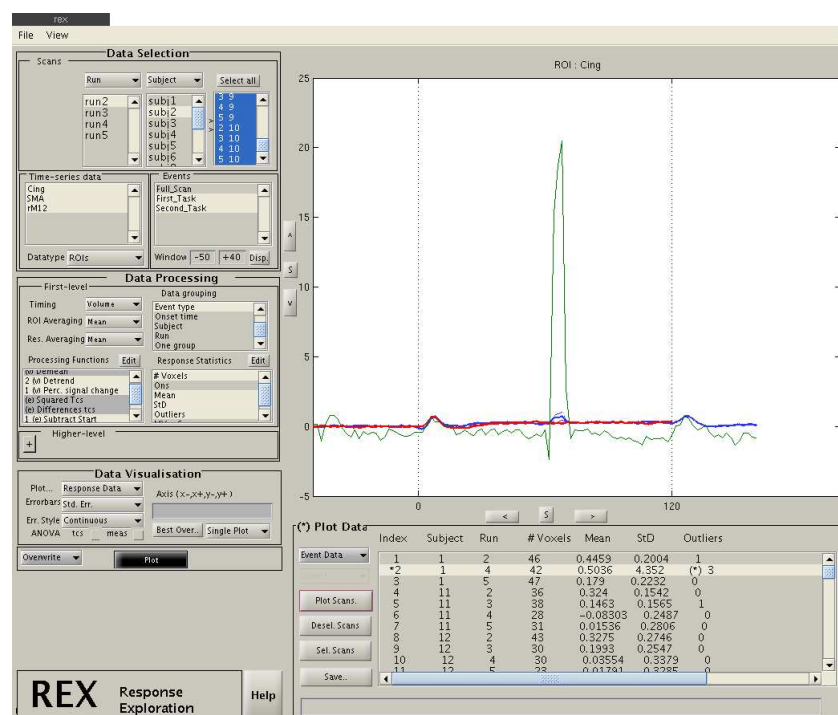 rex
File View
Data Selection
Scans
Run Subject Select all
run2
run3
run4
run5
subj1
subj2
subj3
subj4
subj5
subj6
>
>
3 9
4 9
5 9
2 10
3 10
4 10
5 10
Time-series data
Cing
SMA
rM12
Datatype ROIs
Events
Full_Scan
First_Task
Second_Task
Window -50 +40 Disp.
Data Processing
First-level
Timing Volume
ROI Averaging Mean
Res. Averaging Mean
Data grouping
Event type
Onset time
Subject
Run
One group
Processing Functions Edit
(v) Demean
2 (v) Detrend
1 (v) Perc. signal change
(e) Squared Tcs
(e) Differences tcs
1 (e) Subtract Start
Response Statistics Edit
# Voxels
Ons
Mean
StD
Outliers
Higher-level
+
Data Visualisation
Plot... Response Data
Errorbars Std. Err.
Err. Style Continuous
ANOVA tcs meas
Axis (x-,x+,y-,y+)
Best Over.. Single Plot
Overwrite Plot
REX Response
Exploration
Help
^
S
v
ROI : Cing
25
20
15
10
5
0
-5
0 120
< S >
(*) Plot Data
Event Data
Plot Scans.
Desel. Scans
Sel. Scans
Save..
Index Subject Run # Voxels Mean StD Outliers
1 1 2 46 0.4459 0.2004 1
*2 1 4 42 0.5036 4.352 (*) 3
3 1 5 47 0.179 0.2232 0
4 11 2 36 0.324 0.1542 0
5 11 3 38 0.1463 0.1565 1
6 11 4 28 -0.08303 0.2487 0
7 11 5 31 0.01536 0.2806 0
8 12 2 43 0.3275 0.2746 0
9 12 3 30 0.1993 0.2547 0
10 12 4 30 0.03554 0.3379 0
11 12 5 23 0.01791 0.3285 0